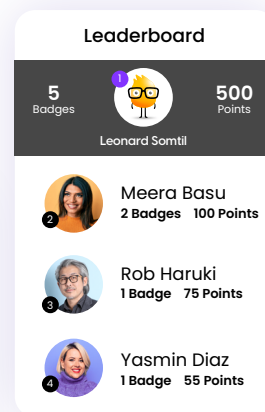 Leaderboard
1
5 500
Badges Points
Leonard Somtil
Meera Basu
2 Badges 100 Points
2
Rob Haruki
1 Badge 75 Points
3
Yasmin Diaz
1 Badge 55 Points
4